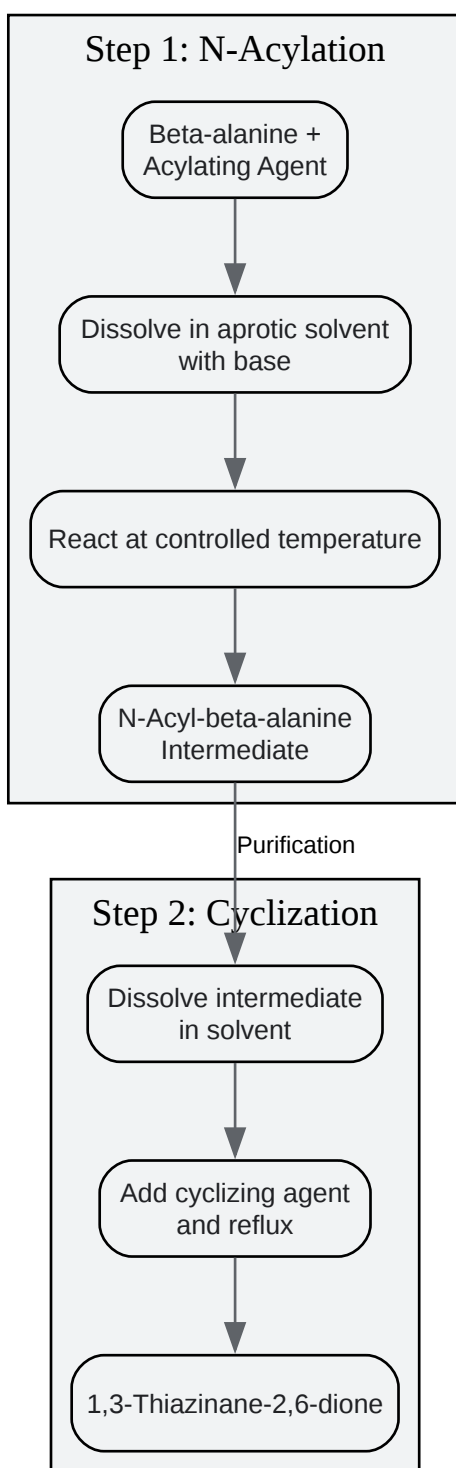 Step 1: N-Acylation
Beta-alanine +
Acylating Agent
Dissolve in aprotic solvent
with base
React at controlled temperature
N-Acyl-beta-alanine
Intermediate
Purification
Step 2: Cyclization
Dissolve intermediate
in solvent
Add cyclizing agent
and reflux
1,3-Thiazinane-2,6-dione